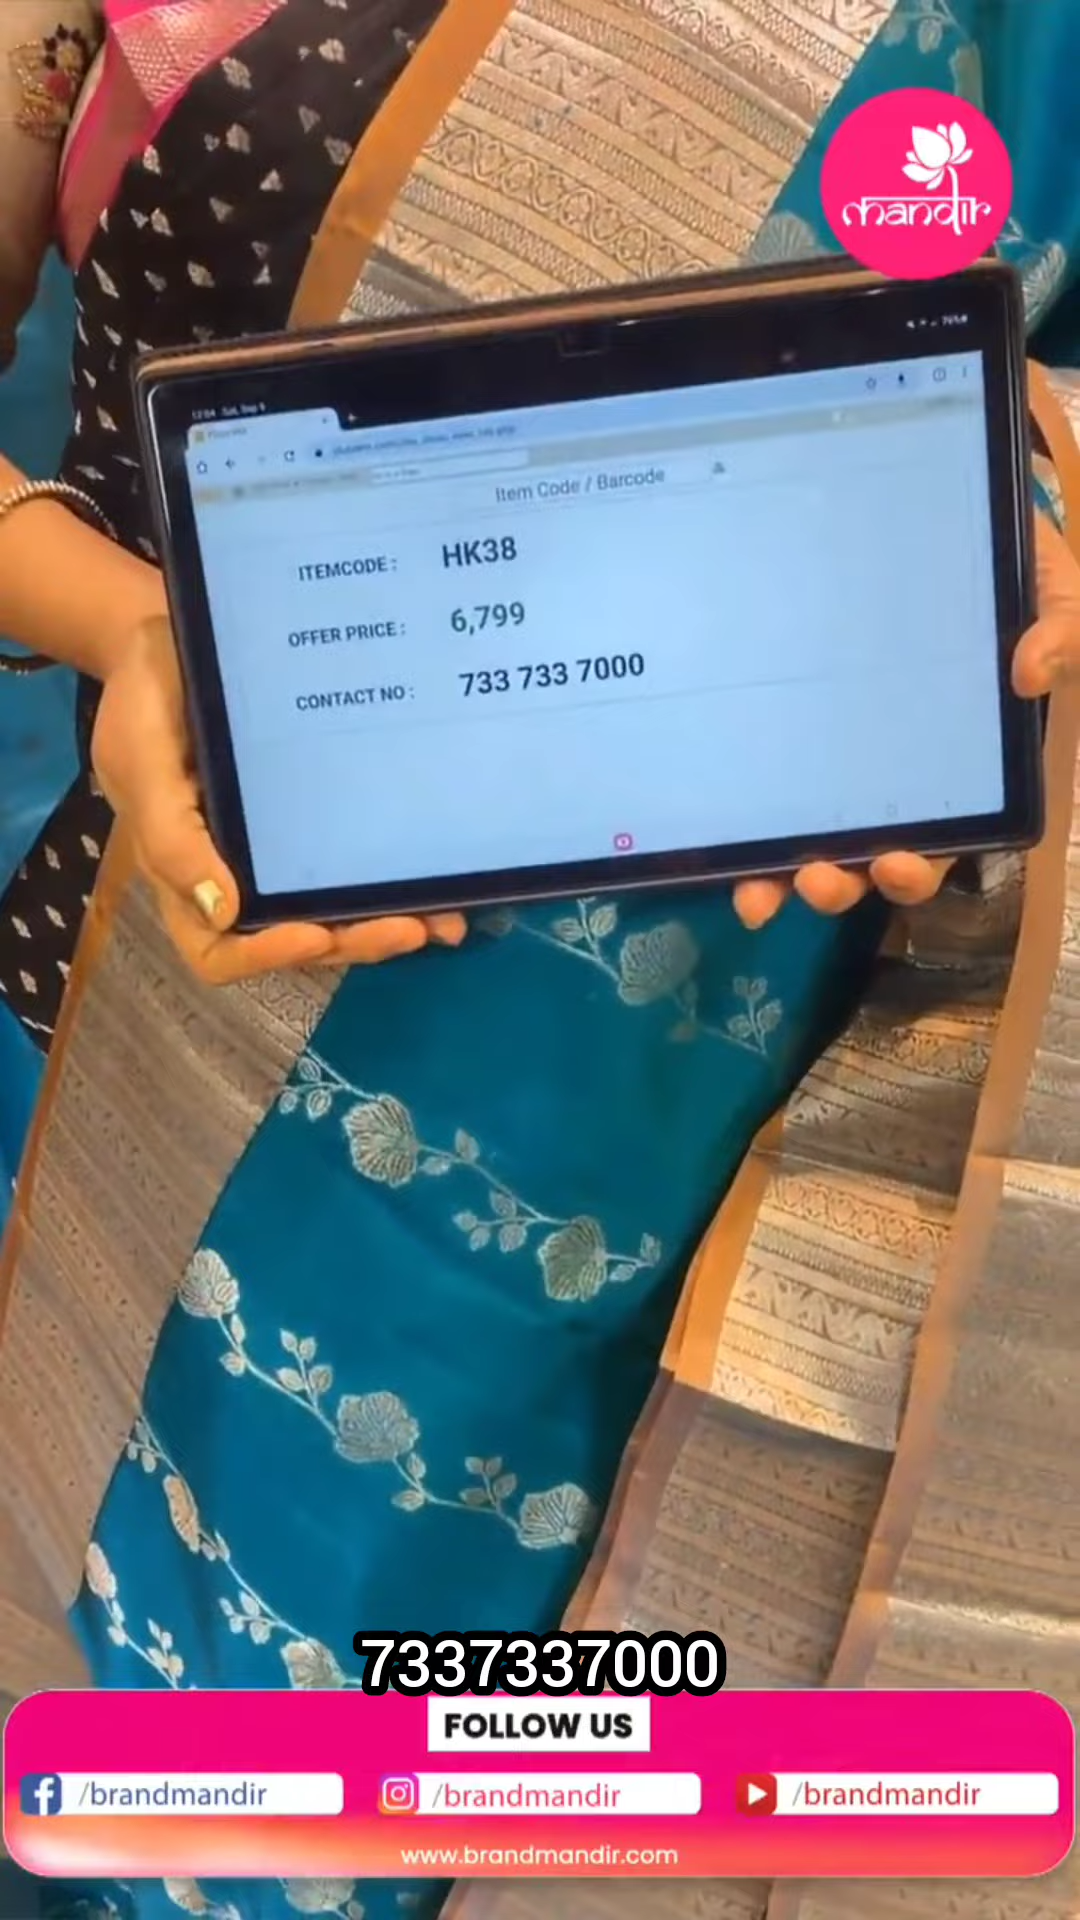 mandir
Item Code / Barcode
ITEMCODE : HK38
OFFER PRICE : 6,799
CONTACT NO : 733 733 7000
7337337000
FOLLOW US
/brandmandir /brandmandir /brandmandir
www.brandmandir.com